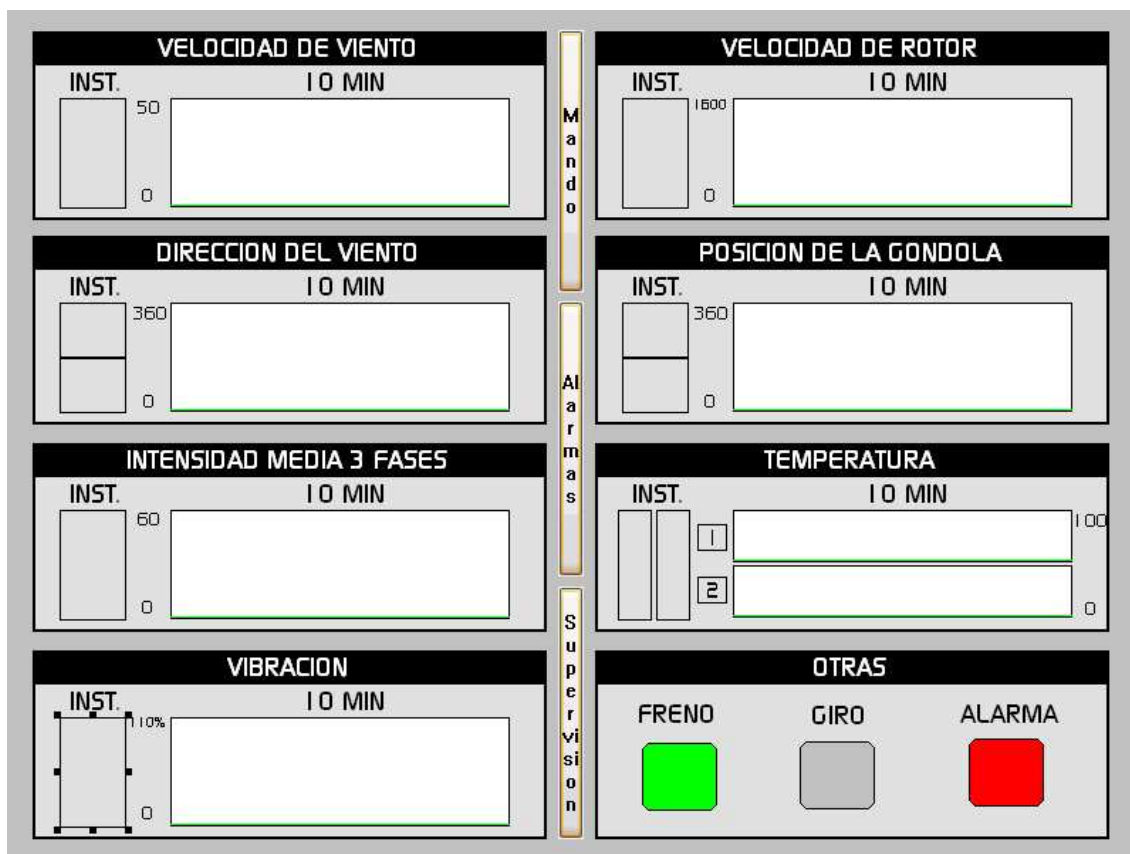 VELOCIDAD DE VIENTO
INST. 10 MIN
50
0
DIRECCION DEL VIENTO
INST. 10 MIN
360
0
INTENSIDAD MEDIA 3 FASES
INST. 10 MIN
60
0
VIBRACION
INST. 10 MIN
110%
0
Mando
Alarmas
Supervision
VELOCIDAD DE ROTOR
INST. 10 MIN
1600
0
POSICION DE LA GONDOLA
INST. 10 MIN
360
0
TEMPERATURA
INST. 10 MIN
1 100
2 0
OTRAS
FRENO GIRO ALARMA